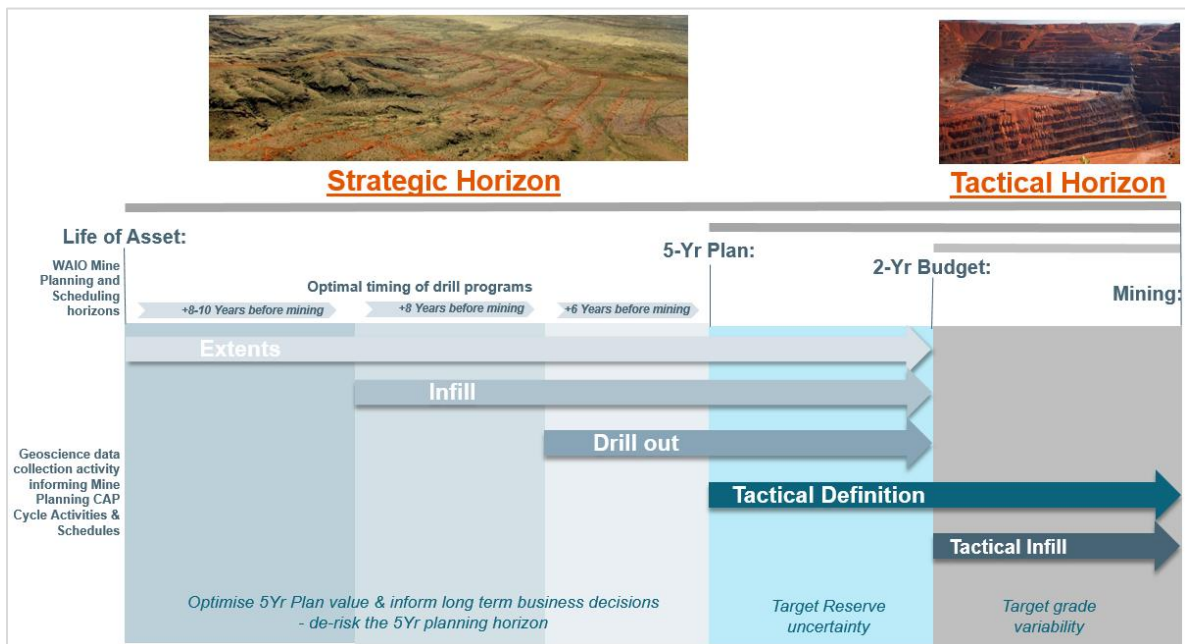 Strategic Horizon
Tactical Horizon
Life of Asset:
5-Yr Plan:
2-Yr Budget:
Mining:
WAIO Mine
Planning and
Scheduling
horizons
Optimal timing of drill programs
+8-10 Years before mining
+8 Years before mining
+6 Years before mining
Extents
Infill
Drill out
Tactical Definition
Tactical Infill
Geoscience data
collection activity
informing Mine
Planning CAP
Cycle Activities &
Schedules
Optimise 5Yr Plan value & inform long term business decisions
- de-risk the 5Yr planning horizon
Target Reserve
uncertainty
Target grade
variability